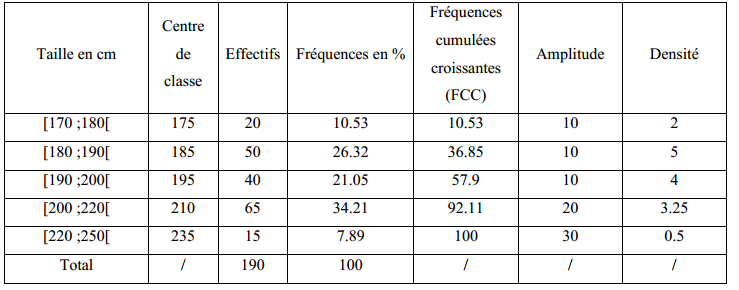 Taille en cm Centre de classe Effectifs Fréquences en % Fréquences cumulées croissantes (FCC) Amplitude Densité
[170 ;180[ 175 20 10.53 10.53 10 2
[180 ;190[ 185 50 26.32 36.85 10 5
[190 ;200[ 195 40 21.05 57.9 10 4
[200 ;220[ 210 65 34.21 92.11 20 3.25
[220 ;250[ 235 15 7.89 100 30 0.5
Total / 190 100 / / /